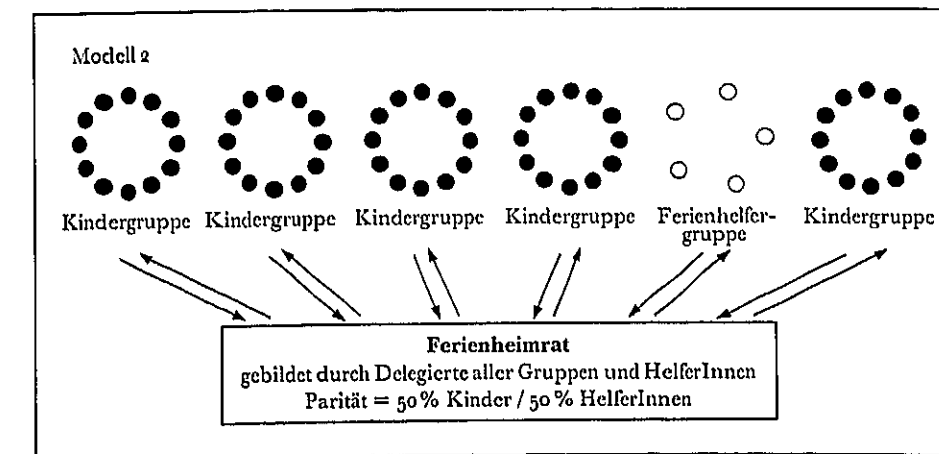 Modell 2
Kindergruppe Kindergruppe Kindergruppe Kindergruppe Ferienhelfer-
gruppe Kindergruppe
Ferienheimrat
gebildet durch Delegierte aller Gruppen und HelferInnen
Parität = 50% Kinder / 50% HelferInnen